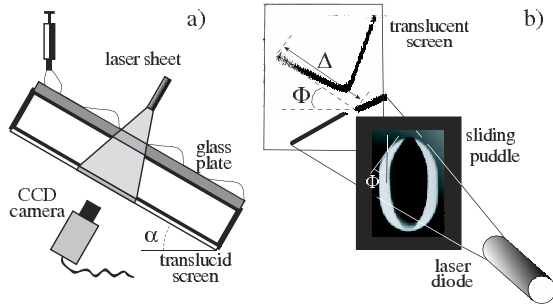 a)
laser sheet
glass
plate
CCD
camera
α
translucid
screen
b)
translucent
screen
Δ
Φ
sliding
puddle
Φ
laser
diode